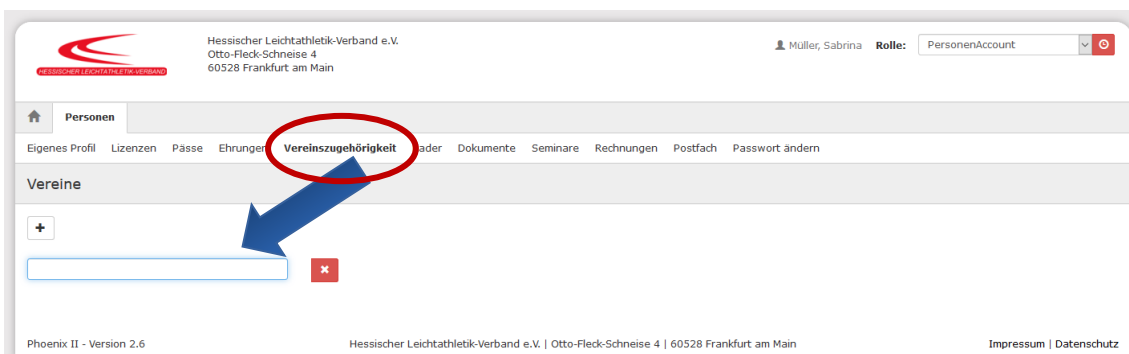 Hessischer Leichtathletik-Verband e.V.
Otto-Fleck-Schneise 4
60528 Frankfurt am Main
HESSISCHER LEICHTATHLETIK-VERBAND
Müller, Sabrina Rolle: PersonenAccount
Personen
Eigenes Profil Lizenzen Pässe Ehrungen Vereinszugehörigkeit ader Dokumente Seminare Rechnungen Postfach Passwort ändern
Vereine
Phoenix II - Version 2.6 Hessischer Leichtathletik-Verband e.V. | Otto-Fleck-Schneise 4 | 60528 Frankfurt am Main Impressum | Datenschutz